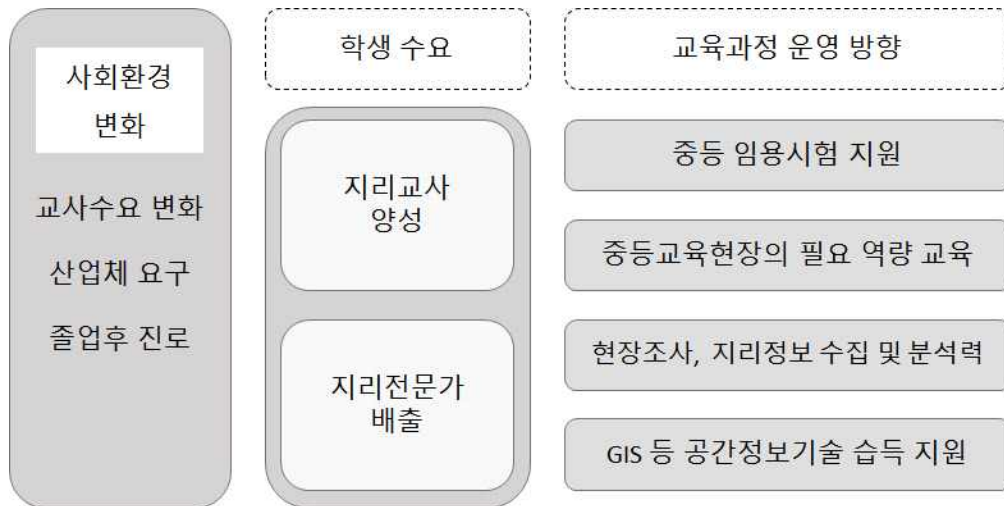 사회환경
변화
교사수요 변화
산업체 요구
졸업후 진로
학생 수요
지리교사
양성
지리전문가
배출
교육과정 운영 방향
중등 임용시험 지원
중등교육현장의 필요 역량 교육
현장조사, 지리정보 수집 및 분석력
GIS 등 공간정보기술 습득 지원